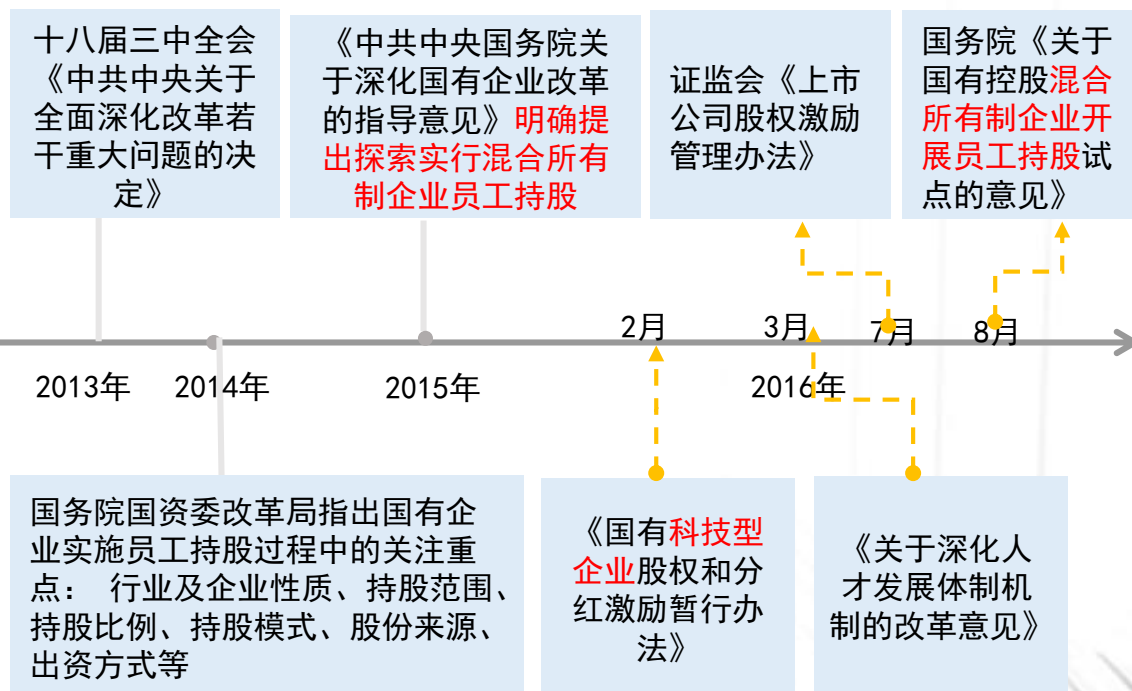 十八届三中全会
《中共中央关于
全面深化改革若
干重大问题的决
定》
《中共中央国务院关
于深化国有企业改革
的指导意见》明确提
出探索实行混合所有
制企业员工持股
证监会《上市
公司股权激励
管理办法》
国务院《关于
国有控股混合
所有制企业开
展员工持股试
点的意见》
2月
3月
7月
8月
2013年
2014年
2015年
2016年
国务院国资委改革局指出国有企
业实施员工持股过程中的关注重
点： 行业及企业性质、持股范围、
持股比例、持股模式、股份来源、
出资方式等
《国有科技型
企业股权和分
红激励暂行办
法》
《关于深化人
才发展体制机
制的改革意见》